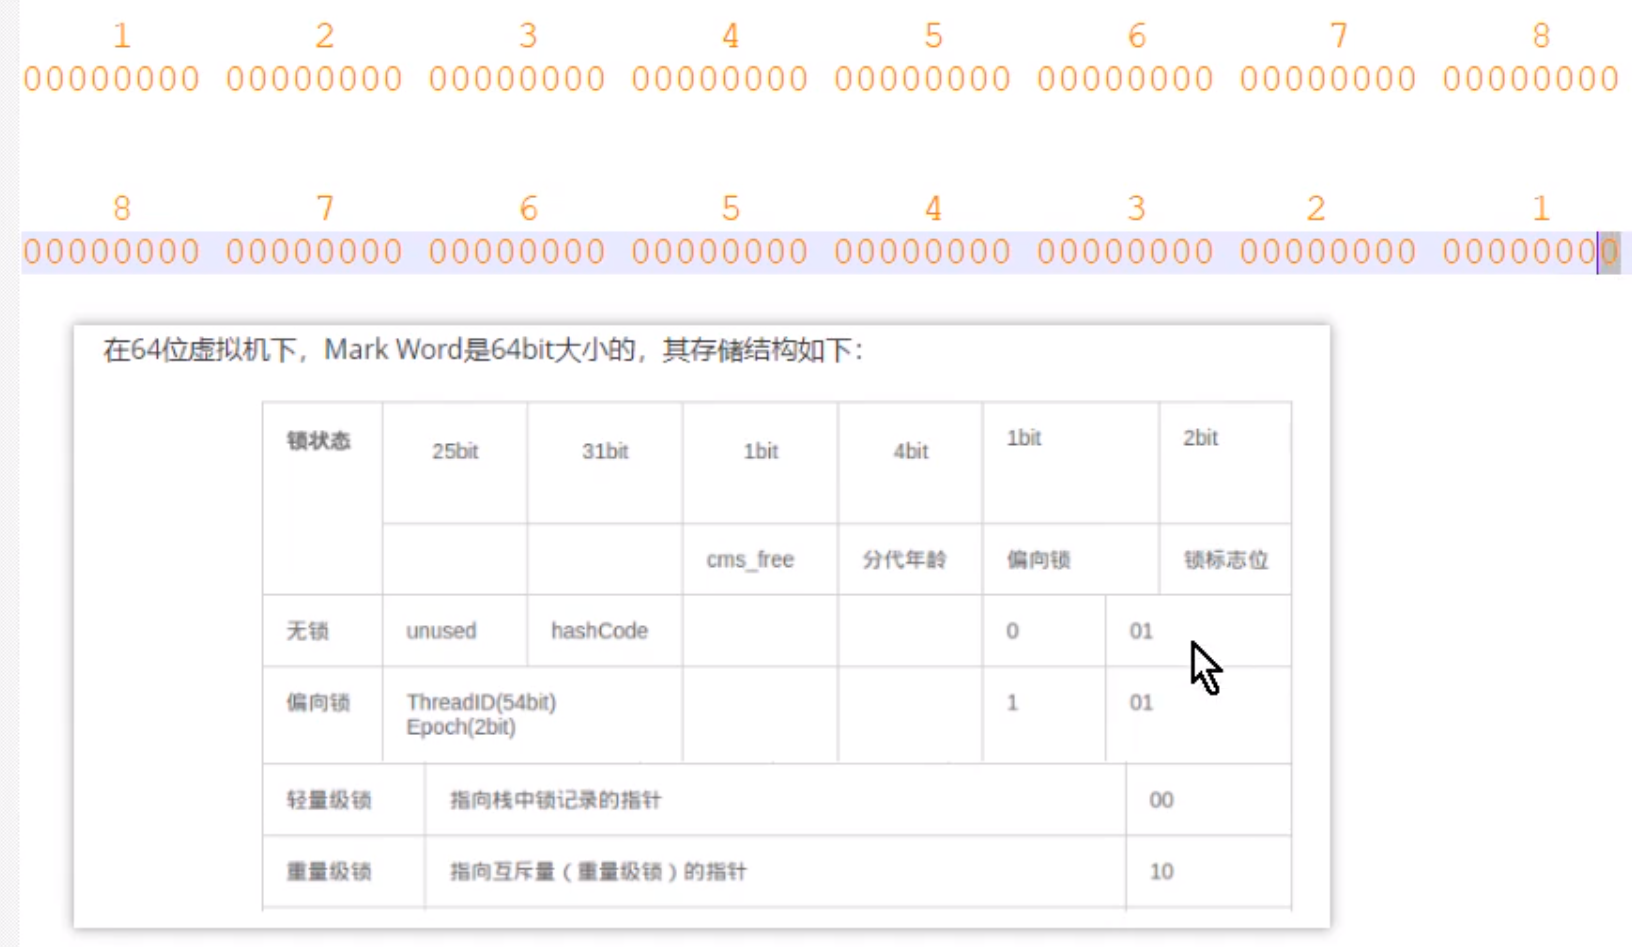 1 2 3 4 5 6 7 8
00000000 00000000 00000000 00000000 00000000 00000000 00000000 00000000
8 7 6 5 4 3 2 1
00000000 00000000 00000000 00000000 00000000 00000000 00000000 00000000
在64位虚拟机下，Mark Word是64bit大小的，其存储结构如下：
锁状态 25bit 31bit 1bit 4bit 1bit 2bit
cms_free 分代年龄 偏向锁 锁标志位
无锁 unused hashCode 0 01
偏向锁 ThreadID(54bit) 1 01
Epoch(2bit)
轻量级锁 指向栈中锁记录的指针 00
重量级锁 指向互斥量（重量级锁）的指针 10